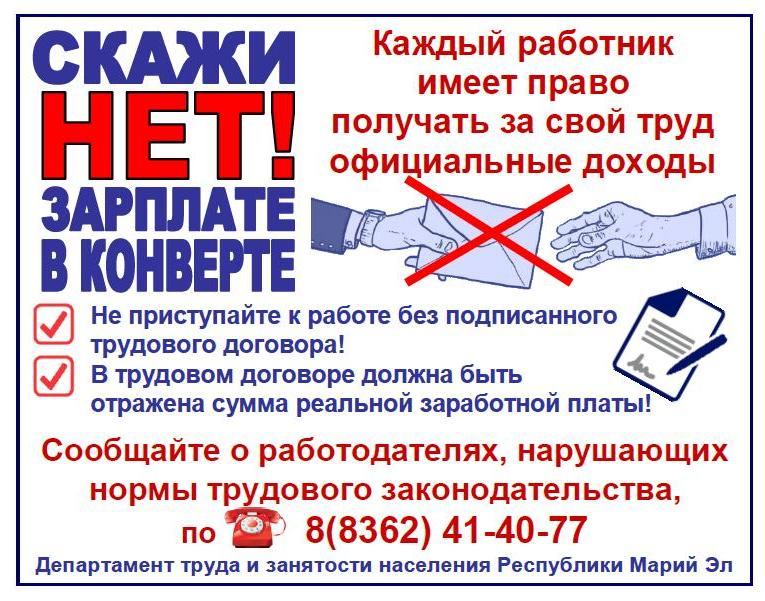 СКАЖИ
НЕТ!
ЗАРПЛАТЕ
В КОНВЕРТЕ
Каждый работник
имеет право
получать за свой труд
официальные доходы
Не приступайте к работе без подписанного
трудового договора!
В трудовом договоре должна быть
отражена сумма реальной заработной платы!
Сообщайте о работодателях, нарушающих
нормы трудового законодательства,
по 8(8362) 41-40-77
Департамент труда и занятости населения Республики Марий Эл